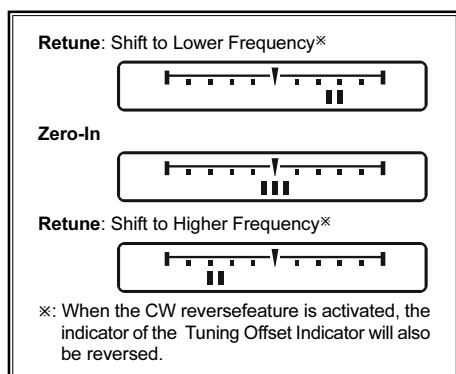 Retune: Shift to Lower Frequency※
Zero-In
Retune: Shift to Higher Frequency※
※: When the CW reversefeature is activated, the
indicator of the Tuning Offset Indicator will also
be reversed.